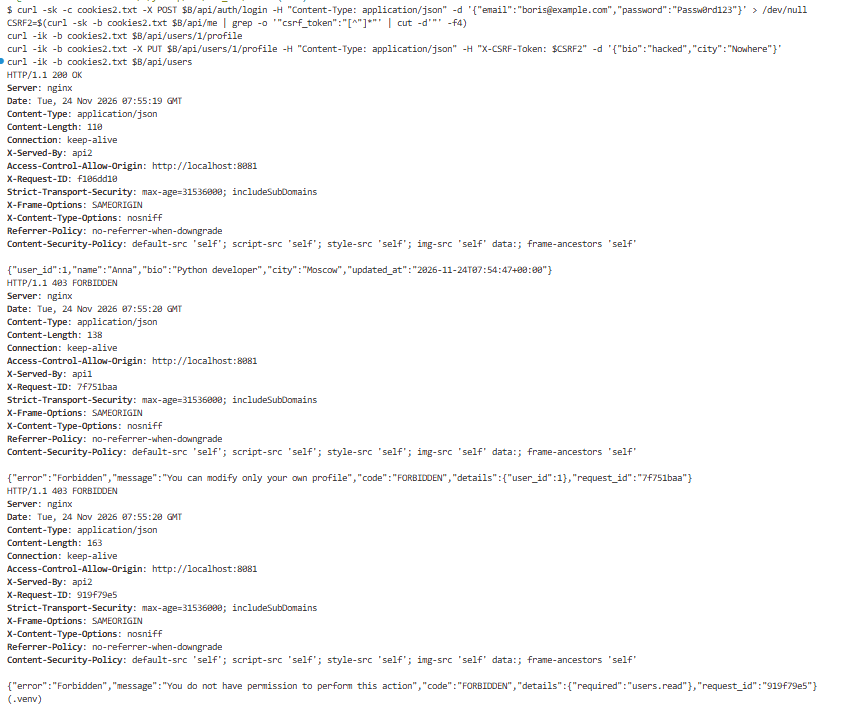 $ curl -sk -c cookies2.txt -X POST $B/api/auth/login -H "Content-Type: application/json" -d '{"email":"boris@example.com","password":"Passw0rd123"}' > /dev/null
CSRF2=$(curl -sk -b cookies2.txt $B/api/me | grep -o '"csrf_token":"[^"]*"' | cut -d'"' -f4)
curl -ik -b cookies2.txt $B/api/users/1/profile
curl -ik -b cookies2.txt -X PUT $B/api/users/1/profile -H "Content-Type: application/json" -H "X-CSRF-Token: $CSRF2" -d '{"bio":"hacked","city":"Nowhere"}'
curl -ik -b cookies2.txt $B/api/users
HTTP/1.1 200 OK
Server: nginx
Date: Tue, 24 Nov 2026 07:55:19 GMT
Content-Type: application/json
Content-Length: 110
Connection: keep-alive
X-Served-By: api2
Access-Control-Allow-Origin: http://localhost:8081
X-Request-ID: f106dd10
Strict-Transport-Security: max-age=31536000; includeSubDomains
X-Frame-Options: SAMEORIGIN
X-Content-Type-Options: nosniff
Referrer-Policy: no-referrer-when-downgrade
Content-Security-Policy: default-src 'self'; script-src 'self'; style-src 'self'; img-src 'self' data:; frame-ancestors 'self'

{"user_id":1,"name":"Anna","bio":"Python developer","city":"Moscow","updated_at":"2026-11-24T07:54:47+00:00"}
HTTP/1.1 403 FORBIDDEN
Server: nginx
Date: Tue, 24 Nov 2026 07:55:20 GMT
Content-Type: application/json
Content-Length: 138
Connection: keep-alive
Access-Control-Allow-Origin: http://localhost:8081
X-Served-By: api1
X-Request-ID: 7f751baa
Strict-Transport-Security: max-age=31536000; includeSubDomains
X-Frame-Options: SAMEORIGIN
X-Content-Type-Options: nosniff
Referrer-Policy: no-referrer-when-downgrade
Content-Security-Policy: default-src 'self'; script-src 'self'; style-src 'self'; img-src 'self' data:; frame-ancestors 'self'

{"error":"Forbidden","message":"You can modify only your own profile","code":"FORBIDDEN","details":{"user_id":1},"request_id":"7f751baa"}
HTTP/1.1 403 FORBIDDEN
Server: nginx
Date: Tue, 24 Nov 2026 07:55:20 GMT
Content-Type: application/json
Content-Length: 163
Connection: keep-alive
Access-Control-Allow-Origin: http://localhost:8081
X-Served-By: api2
X-Request-ID: 919f79e5
Strict-Transport-Security: max-age=31536000; includeSubDomains
X-Frame-Options: SAMEORIGIN
X-Content-Type-Options: nosniff
Referrer-Policy: no-referrer-when-downgrade
Content-Security-Policy: default-src 'self'; script-src 'self'; style-src 'self'; img-src 'self' data:; frame-ancestors 'self'

{"error":"Forbidden","message":"You do not have permission to perform this action","code":"FORBIDDEN","details":{"required":"users.read"},"request_id":"919f79e5"}
(.venv)